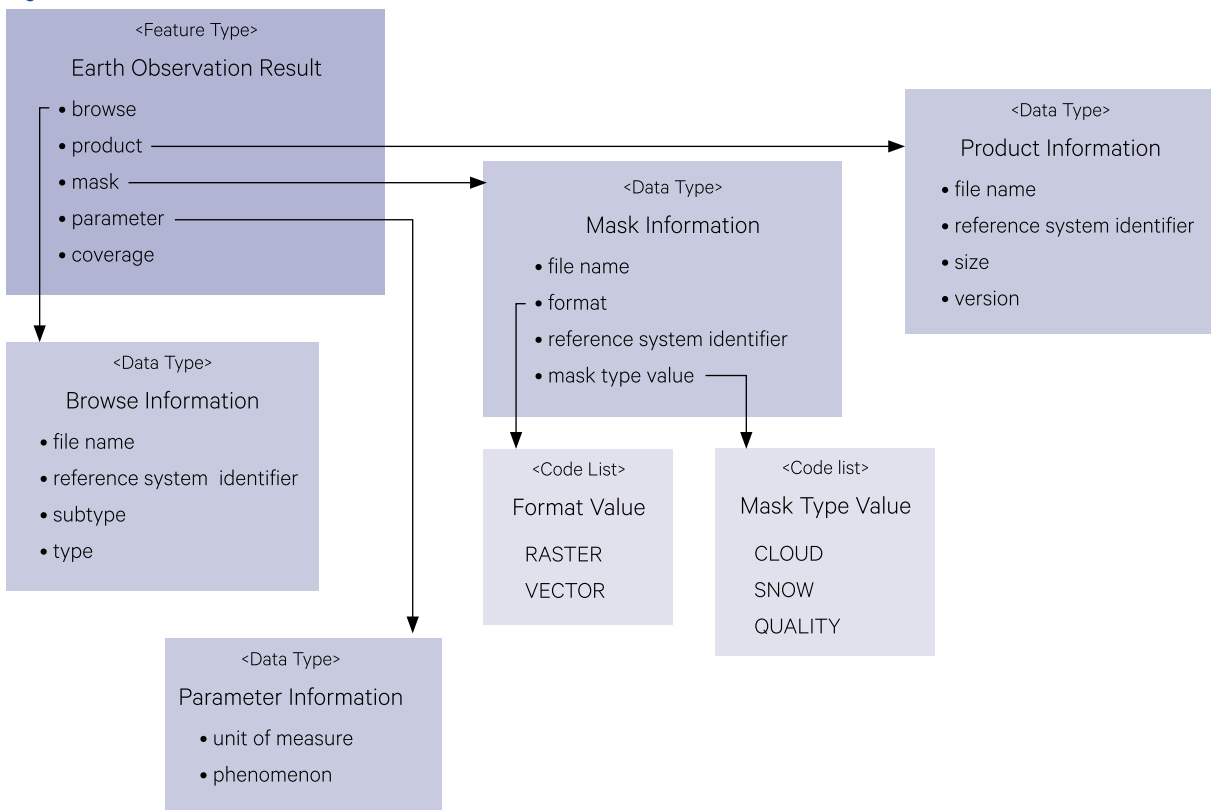 <Feature Type>
Earth Observation Result
• browse
• product
• mask
• parameter
• coverage
<Data Type>
Product Information
• file name
• reference system identifier
• size
• version
<Data Type>
Mask Information
• file name
• format
• reference system identifier
• mask type value
<Data Type>
Browse Information
• file name
• reference system identifier
• subtype
• type
<Code List>
Format Value
RASTER
VECTOR
<Code list>
Mask Type Value
CLOUD
SNOW
QUALITY
<Data Type>
Parameter Information
• unit of measure
• phenomenon